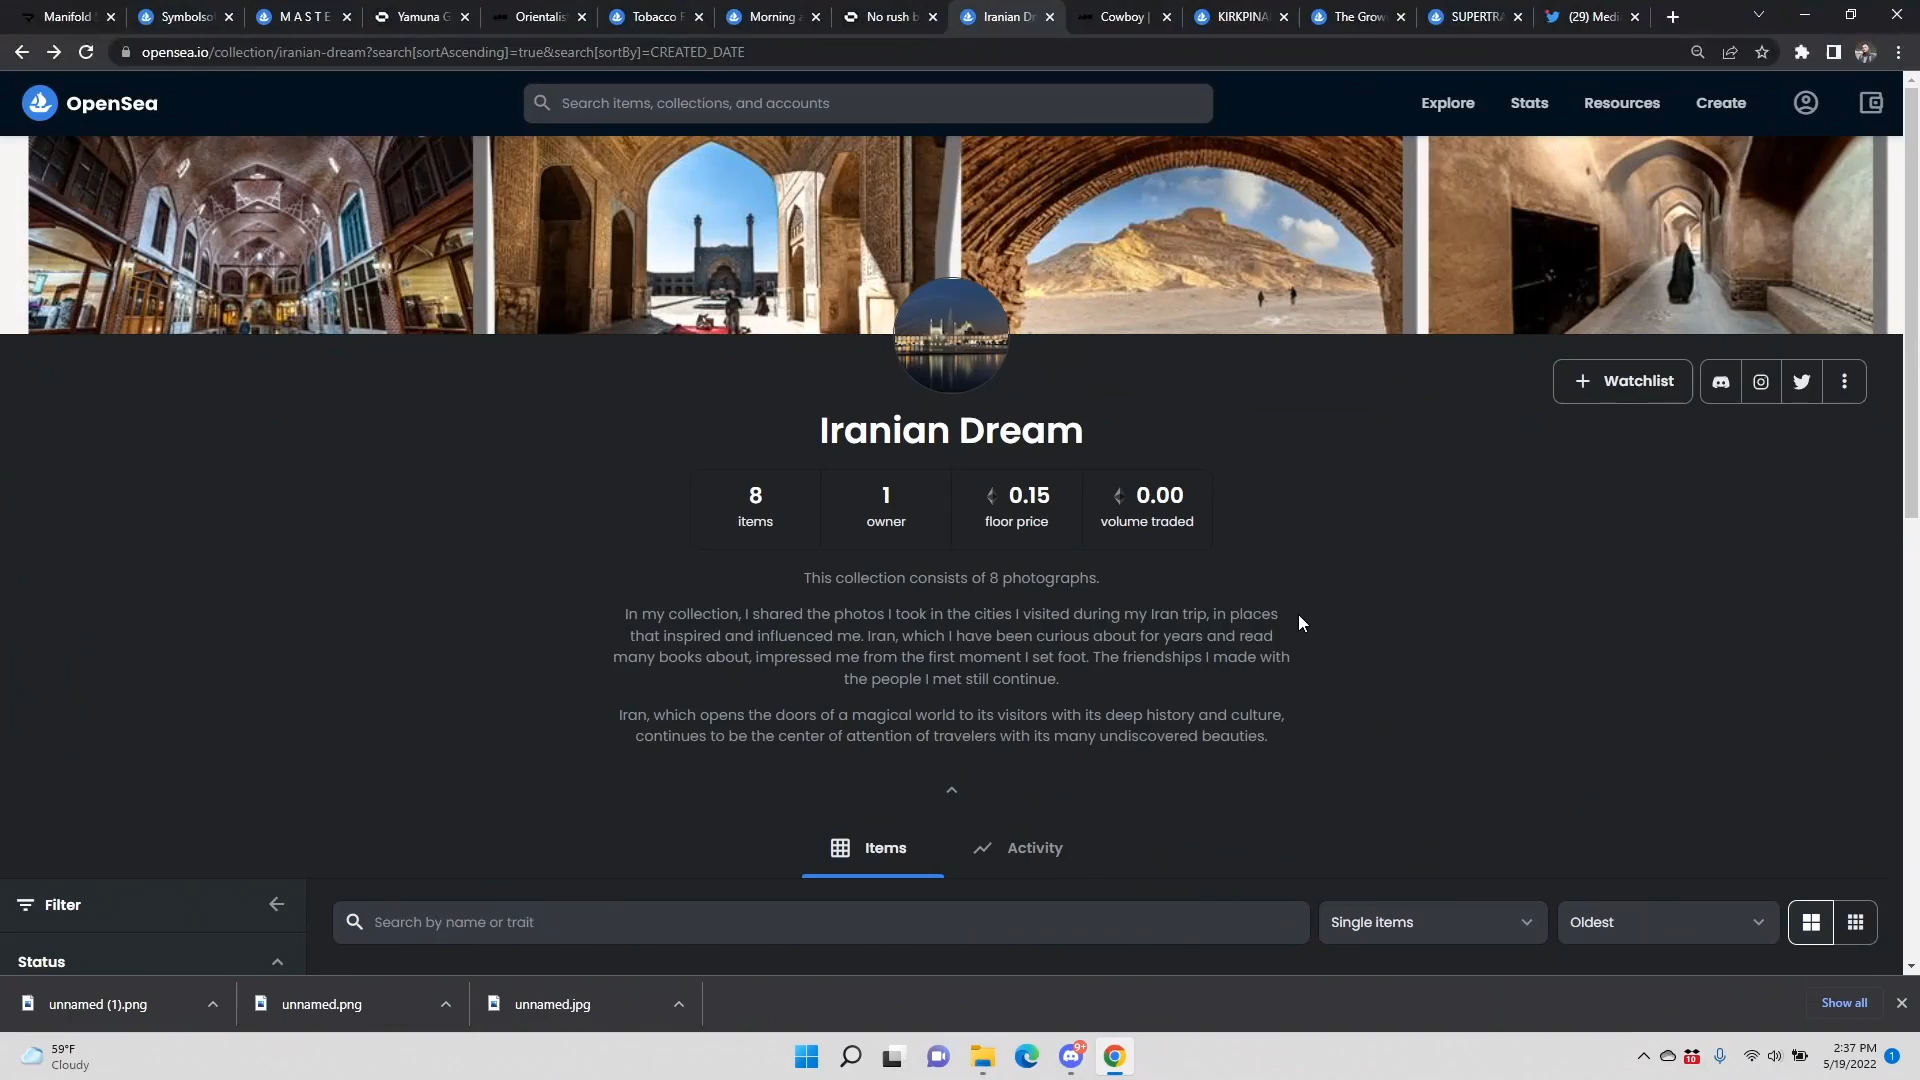 Manifold
Symbolso
M A S T E
Yamuna G
Orientalis
Tobacco F
Morning a
No rush b
Iranian Dr
Cowboy |
KIRKPINA
The Grow
SUPERTRA
(29) Medi
opensea.io/collection/iranian-dream?search[sortAscending]=true&search[sortBy]=CREATED_DATE
OpenSea
Search items, collections, and accounts
Explore
Stats
Resources
Create
Watchlist
Iranian Dream
8
items
1
owner
0.15
floor price
0.00
volume traded
This collection consists of 8 photographs.
In my collection, I shared the photos I took in the cities I visited during my Iran trip, in places
that inspired and influenced me. Iran, which I have been curious about for years and read
many books about, impressed me from the first moment I set foot. The friendships I made with
the people I met still continue.
Iran, which opens the doors of a magical world to its visitors with its deep history and culture,
continues to be the center of attention of travelers with its many undiscovered beauties.
Items
Activity
Filter
Search by name or trait
Single items
Oldest
Status
unnamed (1).png
unnamed.png
unnamed.jpg
Show all
59°F
Cloudy
9+
10
2:37 PM
5/19/2022
1